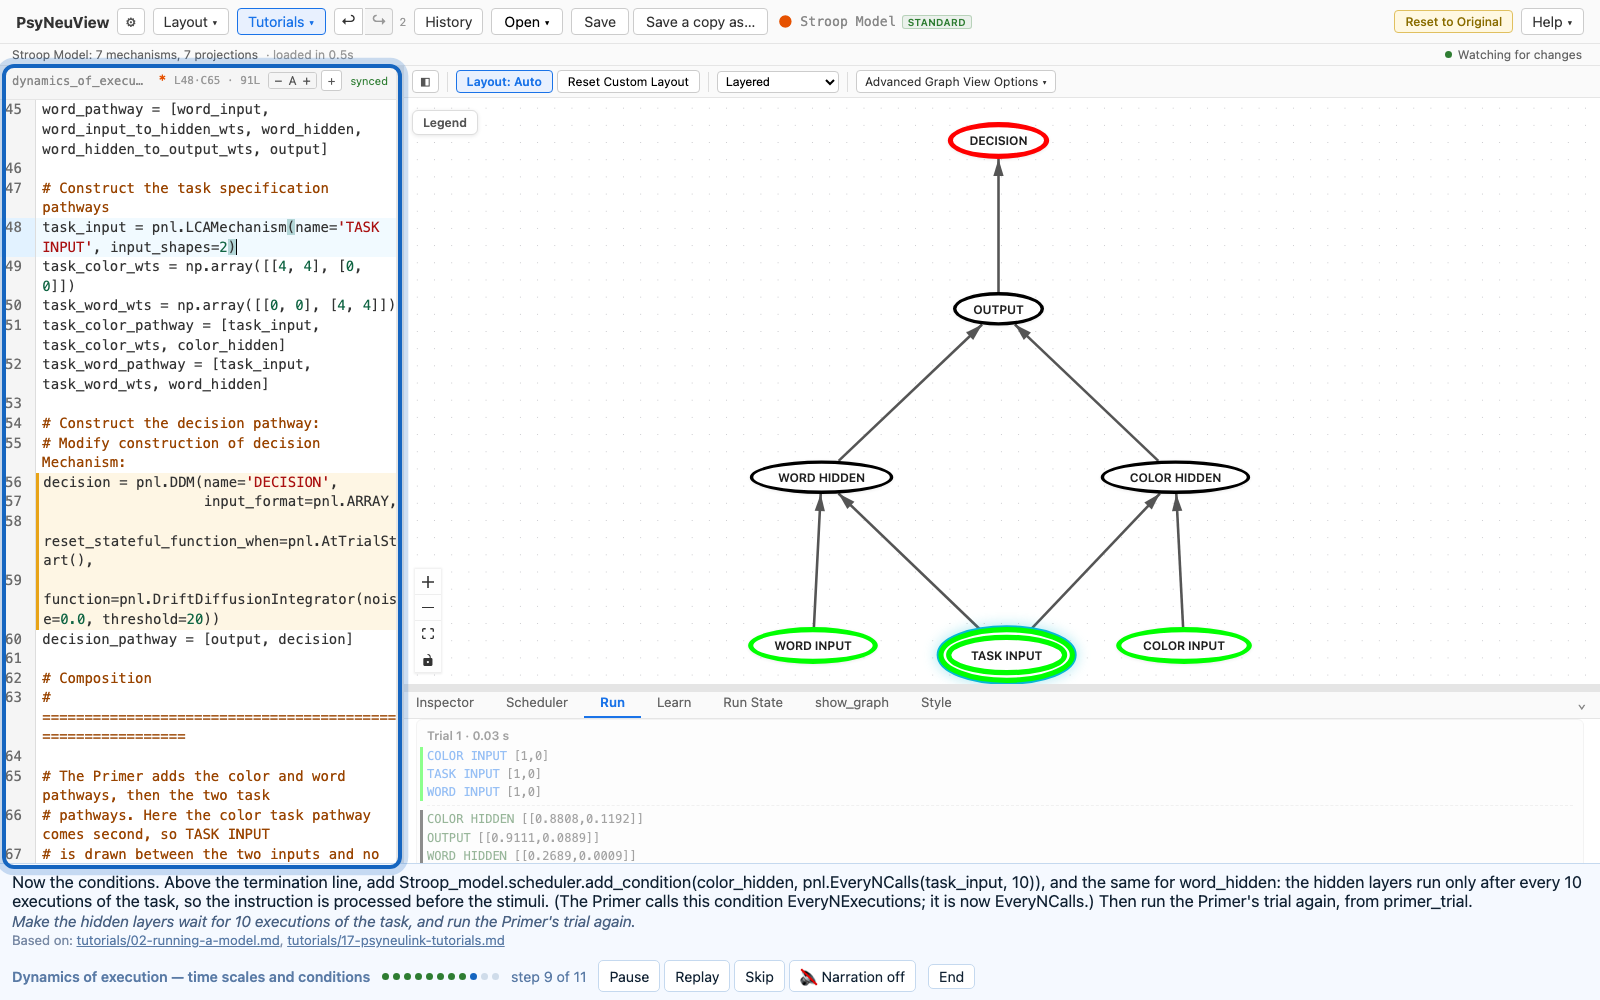 PsyNeuView ⚙ Layout ▾ Tutorials ▾ ↩ ↪ 2 History Open ▾ Save Save a copy as... Stroop Model STANDARD Reset to Original Help ▾
Stroop Model: 7 mechanisms, 7 projections · loaded in 0.5s
Watching for changes
dynamics_of_execu... * L48·C65 · 91L − A + + synced
45 word_pathway = [word_input,
word_input_to_hidden_wts, word_hidden,
word_hidden_to_output_wts, output]
46
47 # Construct the task specification
pathways
48 task_input = pnl.LCAMechanism(name='TASK
INPUT', input_shapes=2)
49 task_color_wts = np.array([[4, 4], [0,
0]])
50 task_word_wts = np.array([[0, 0], [4, 4]])
51 task_color_pathway = [task_input,
task_color_wts, color_hidden]
52 task_word_pathway = [task_input,
task_word_wts, word_hidden]
53
54 # Construct the decision pathway:
55 # Modify construction of decision
Mechanism:
56 decision = pnl.DDM(name='DECISION',
57 input_format=pnl.ARRAY,
58
reset_stateful_function_when=pnl.AtTrialSt
art(),
59
function=pnl.DriftDiffusionIntegrator(nois
e=0.0, threshold=20))
60 decision_pathway = [output, decision]
61
62 # Composition
63 #
==========================================
=================
64
65 # The Primer adds the color and word
pathways, then the two task
66 # pathways. Here the color task pathway
comes second, so TASK INPUT
67 # is drawn between the two inputs and no
Layout: Auto Reset Custom Layout Layered Advanced Graph View Options ▾
Legend
DECISION
OUTPUT
WORD HIDDEN
COLOR HIDDEN
WORD INPUT
TASK INPUT
COLOR INPUT
Inspector Scheduler Run Learn Run State show_graph Style
Trial 1 · 0.03 s
COLOR INPUT [1,0]
TASK INPUT [1,0]
WORD INPUT [1,0]
COLOR HIDDEN [[0.8808,0.1192]]
OUTPUT [[0.9111,0.0889]]
WORD HIDDEN [[0.2689,0.0009]]
Now the conditions. Above the termination line, add Stroop_model.scheduler.add_condition(color_hidden, pnl.EveryNCalls(task_input, 10)), and the same for word_hidden: the hidden layers run only after every 10
executions of the task, so the instruction is processed before the stimuli. (The Primer calls this condition EveryNExecutions; it is now EveryNCalls.) Then run the Primer's trial again, from primer_trial.
Make the hidden layers wait for 10 executions of the task, and run the Primer's trial again.
Based on: tutorials/02-running-a-model.md, tutorials/17-psyneulink-tutorials.md
Dynamics of execution — time scales and conditions step 9 of 11 Pause Replay Skip Narration off End